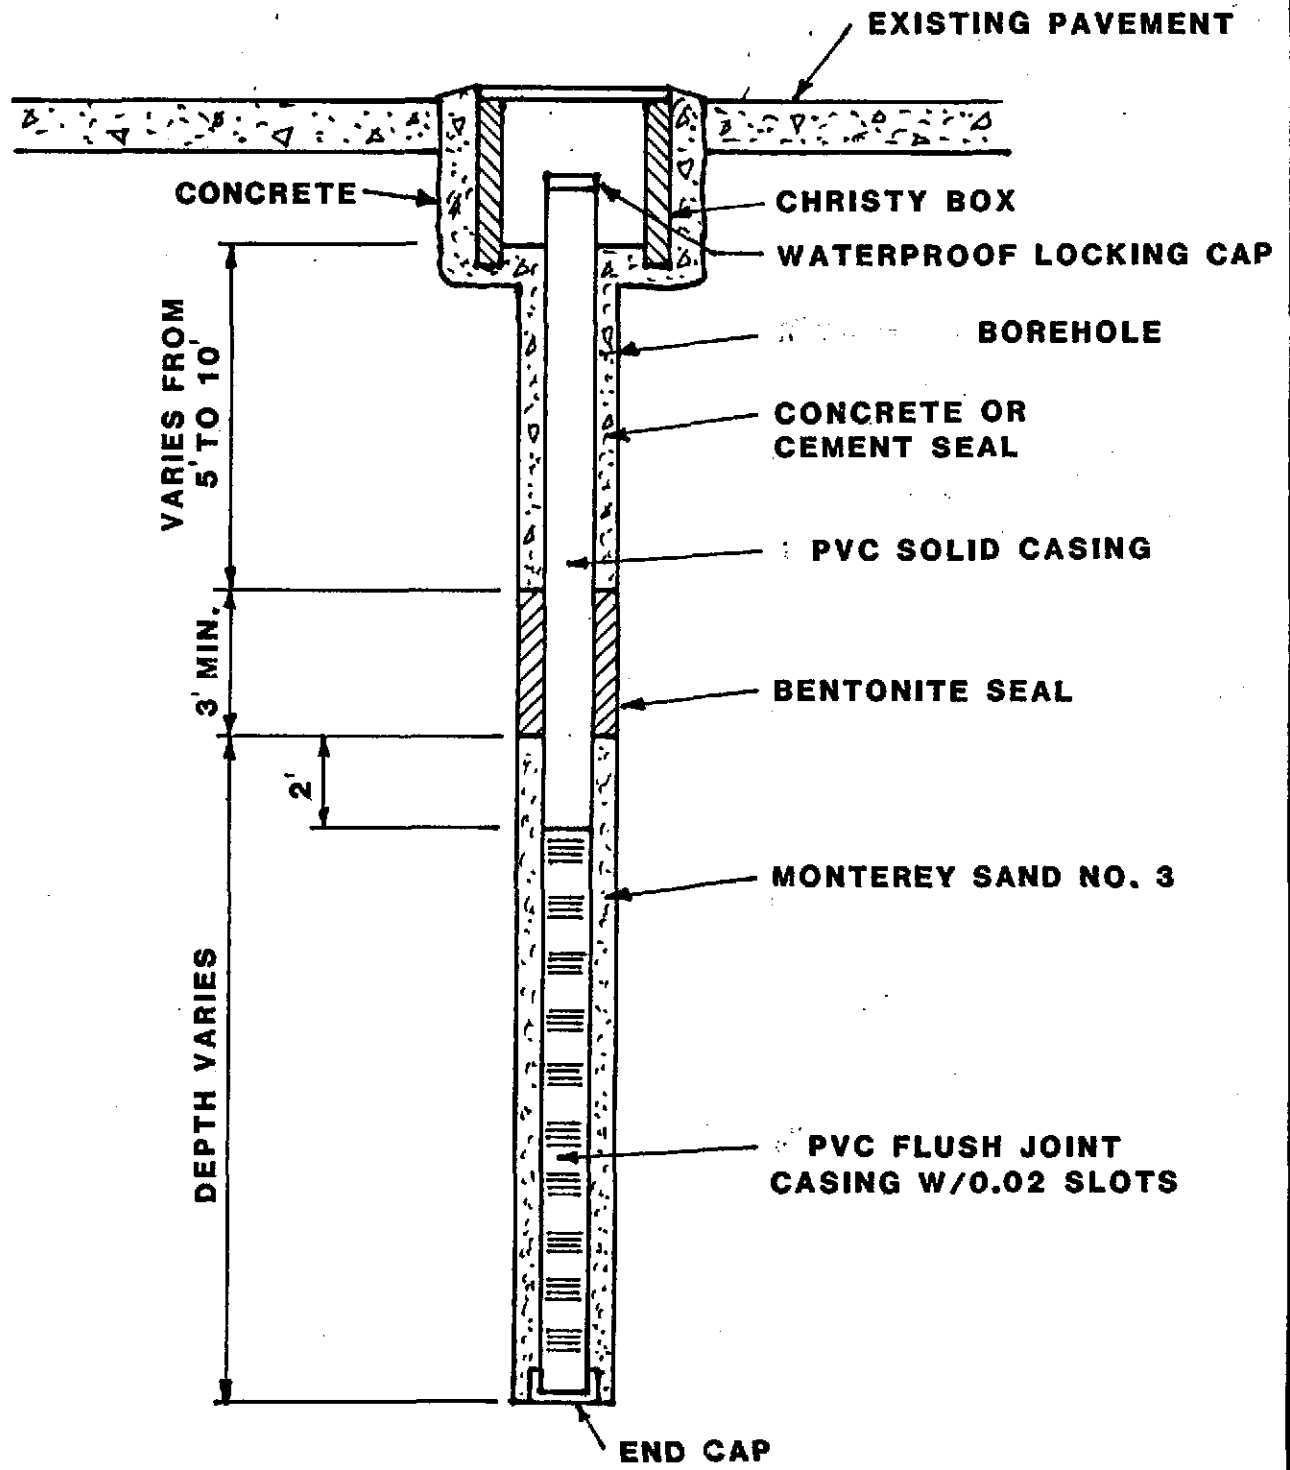 EXISTING PAVEMENT
CONCRETE
CHRISTY BOX
WATERPROOF LOCKING CAP
VARIES FROM
5' TO 10'
BOREHOLE
CONCRETE OR
CEMENT SEAL
PVC SOLID CASING
3' MIN.
BENTONITE SEAL
2'
MONTEREY SAND NO. 3
DEPTH VARIES
PVC FLUSH JOINT
CASING W/0.02 SLOTS
END CAP